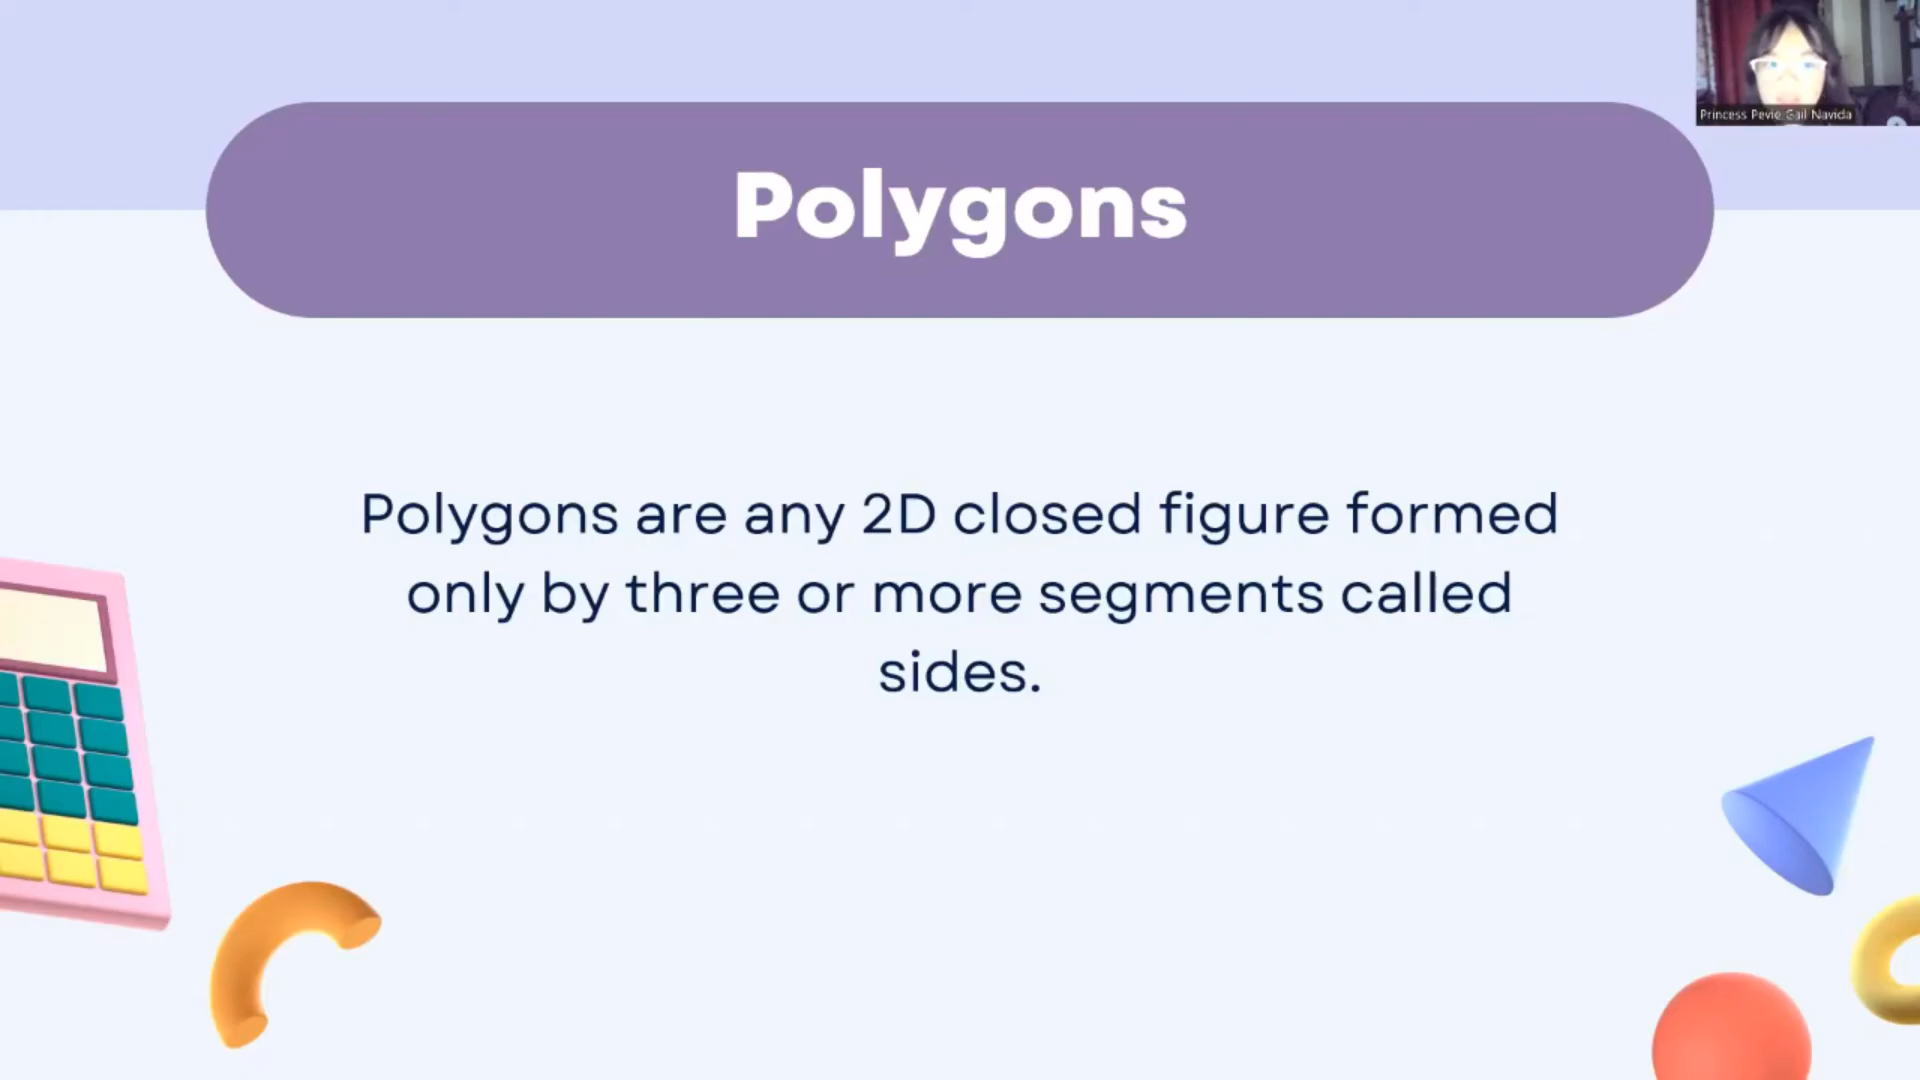 Princess Pevie Gail Navida
Polygons
Polygons are any 2D closed figure formed
only by three or more segments called
sides.